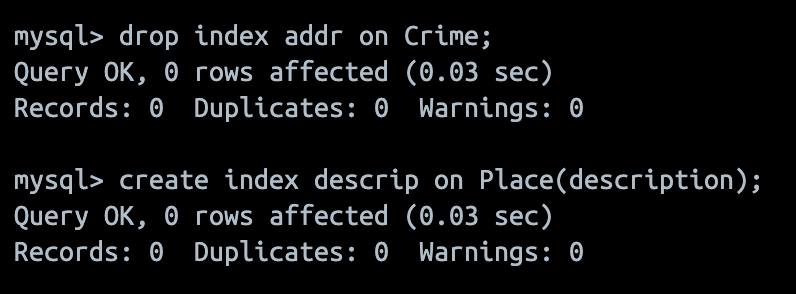 mysql> drop index addr on Crime;
Query OK, 0 rows affected (0.03 sec)
Records: 0  Duplicates: 0  Warnings: 0

mysql> create index descrip on Place(description);
Query OK, 0 rows affected (0.03 sec)
Records: 0  Duplicates: 0  Warnings: 0